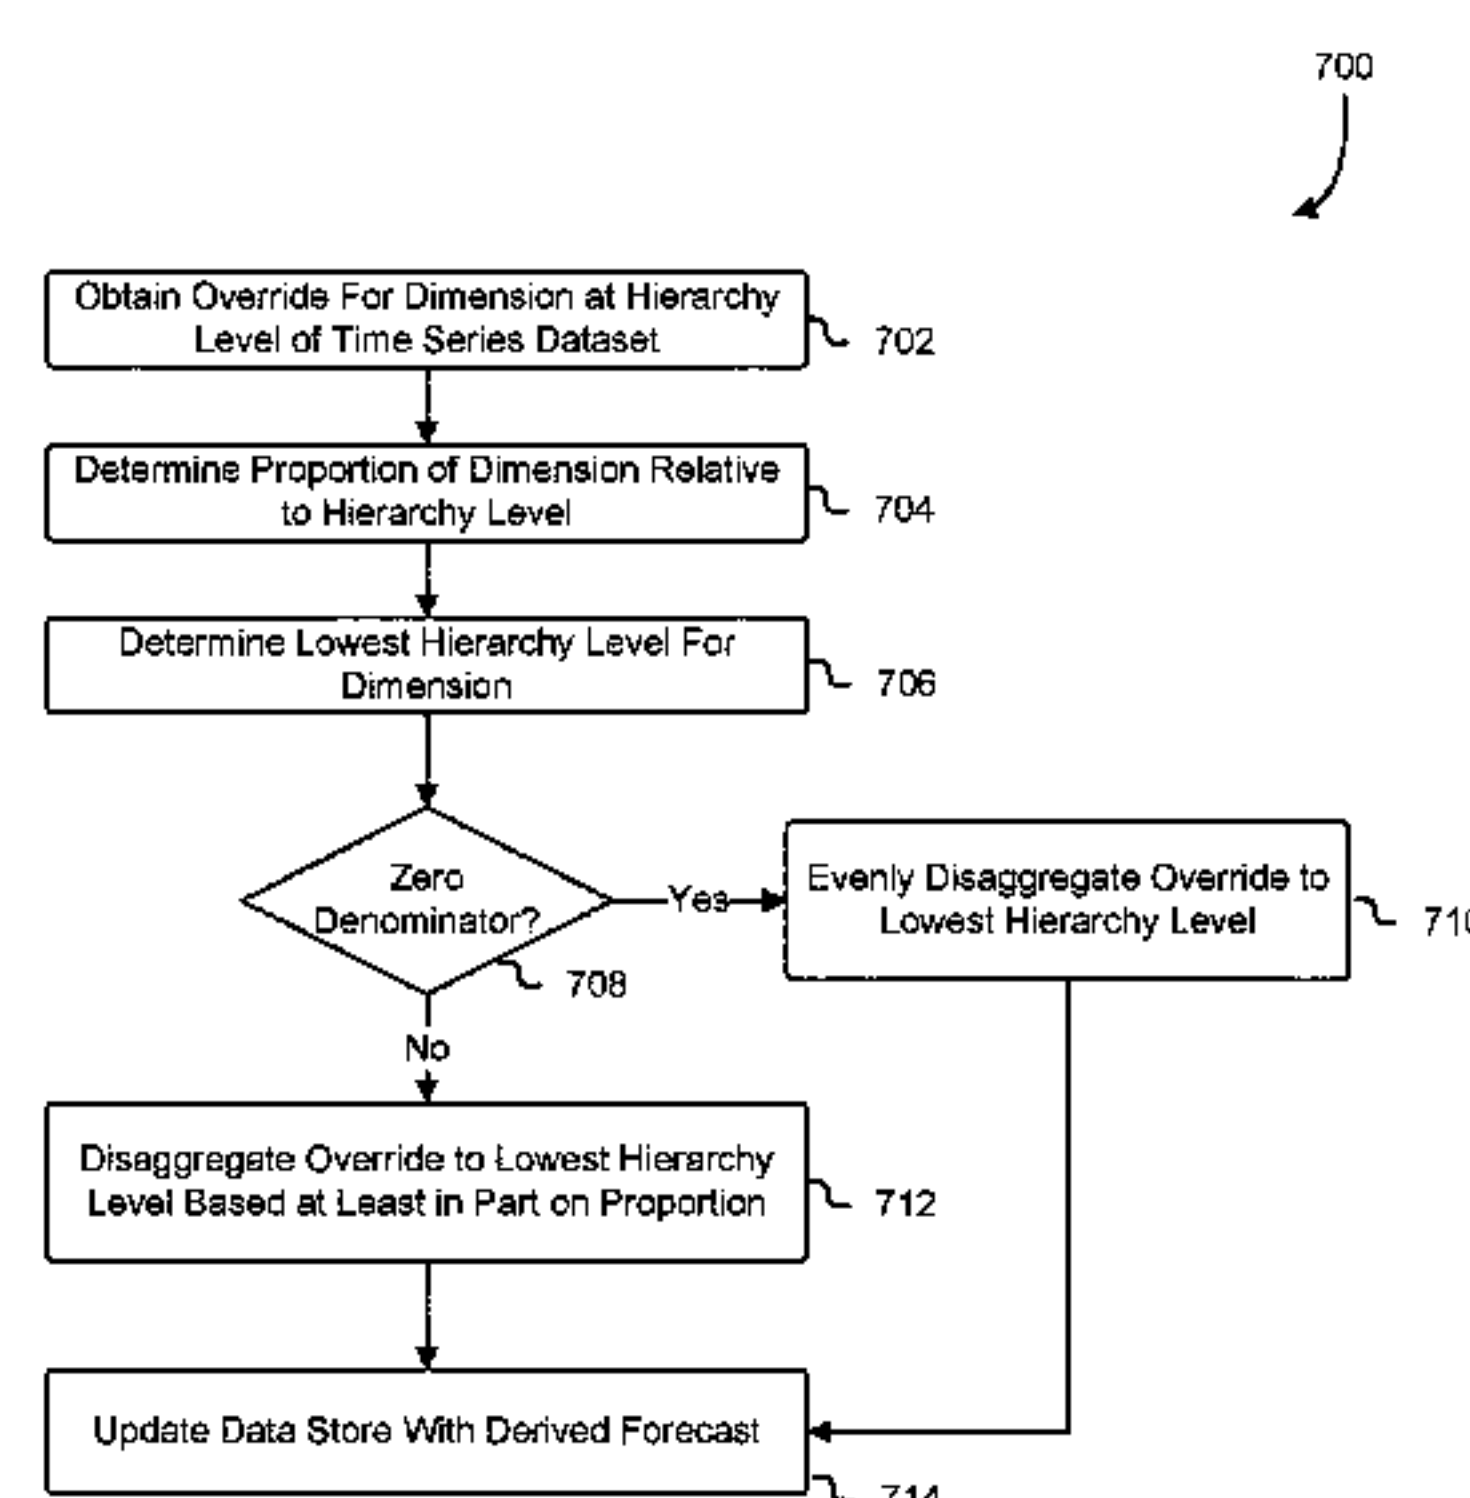 700
Obtain Override For Dimension at Hierarchy
Level of Time Series Dataset
702
Determine Proportion of Dimension Relative
to Hierarchy Level
704
Determine Lowest Hierarchy Level For
Dimension
706
Zero
Denominator?
708
Yes
Evenly Disaggregate Override to
Lowest Hierarchy Level
710
No
Disaggregate Override to Lowest Hierarchy
Level Based at Least in Part on Proportion
712
Update Data Store With Derived Forecast
714